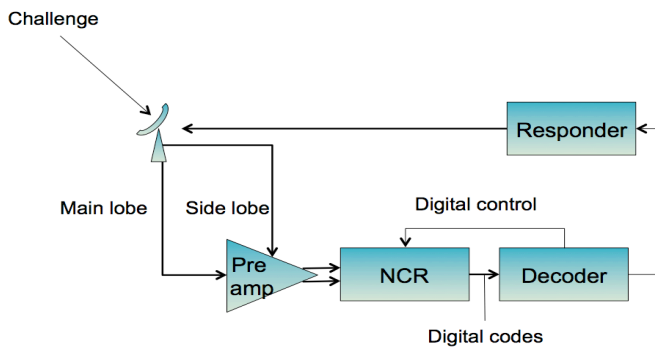 Challenge
Responder
Main lobe
Side lobe
Digital control
Pre
amp
NCR
Decoder
Digital codes